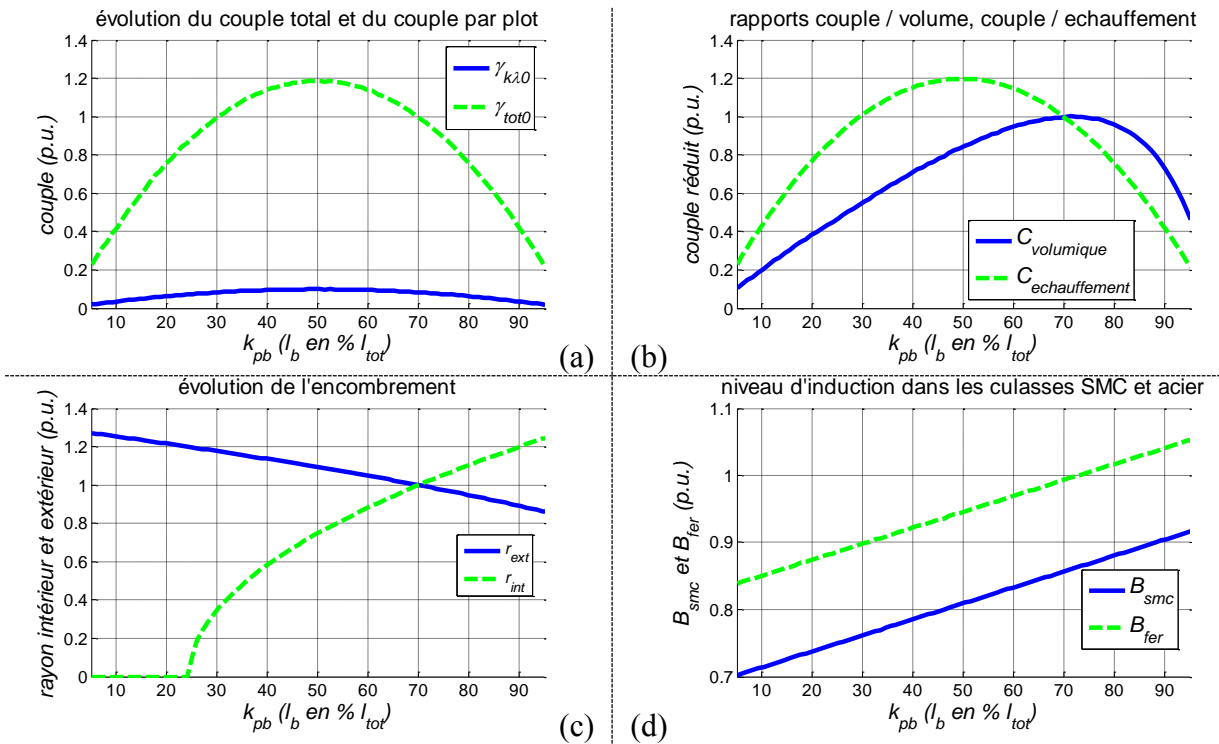 évolution du couple total et du couple par plot
couple (p.u.)
1.4
1.2
1
0.8
0.6
0.4
0.2
0
γkλ0
γtot0
10 20 30 40 50 60 70 80 90
kpb (lb en % ltot)
(a)
rapports couple / volume, couple / echauffement
couple réduit (p.u.)
1.4
1.2
1
0.8
0.6
0.4
0.2
0
Cvolumique
Cechauffement
10 20 30 40 50 60 70 80 90
kpb (lb en % ltot)
(b)
évolution de l'encombrement
rayon intérieur et extérieur (p.u.)
1.4
1.2
1
0.8
0.6
0.4
0.2
0
rext
rint
10 20 30 40 50 60 70 80 90
kpb (lb en % ltot)
(c)
niveau d'induction dans les culasses SMC et acier
Bsmc et Bfer (p.u.)
1.1
1
0.9
0.8
0.7
Bsmc
Bfer
10 20 30 40 50 60 70 80 90
kpb (lb en % ltot)
(d)